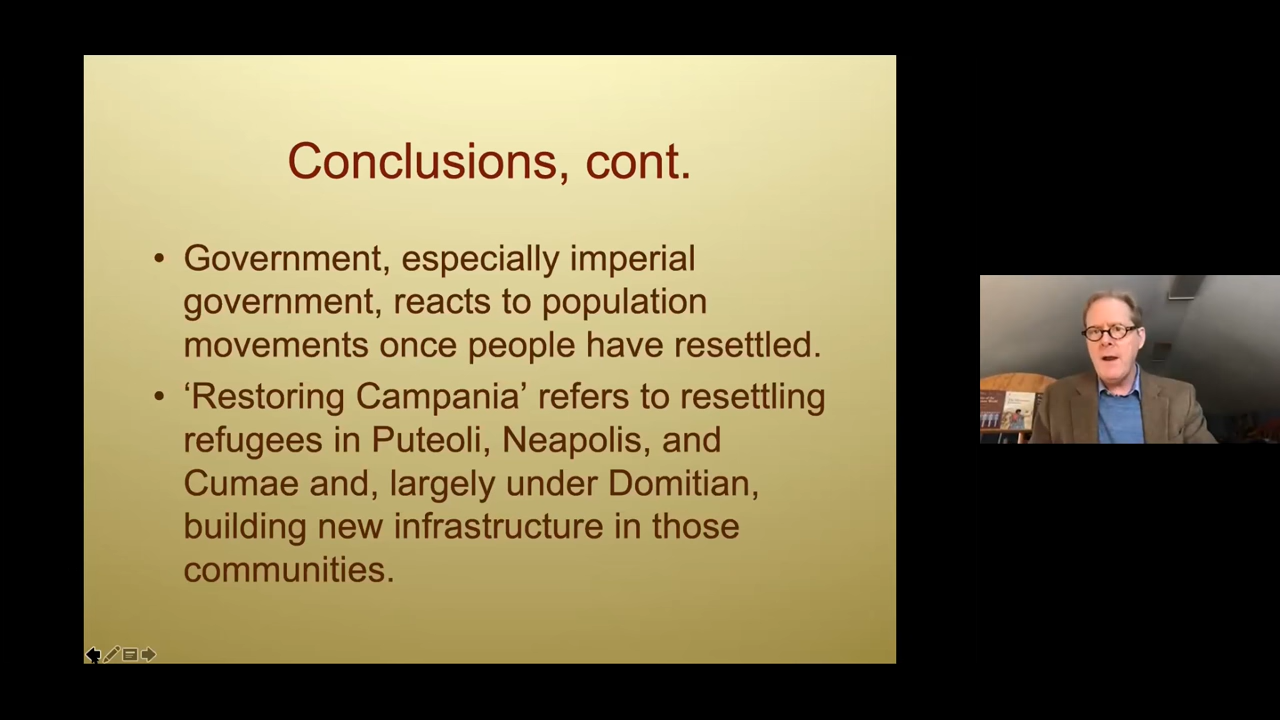 Conclusions, cont.
• Government, especially imperial
government, reacts to population
movements once people have resettled.
• ‘Restoring Campania’ refers to resettling
refugees in Puteoli, Neapolis, and
Cumae and, largely under Domitian,
building new infrastructure in those
communities.